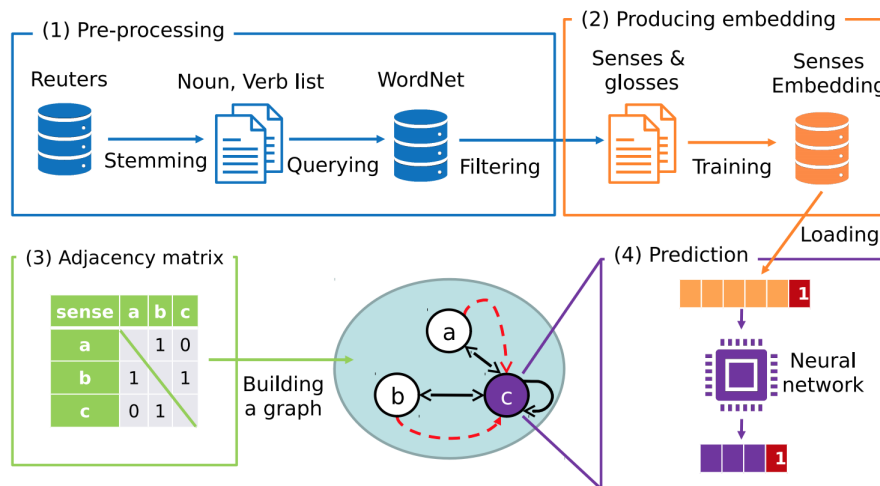 (1) Pre-processing
(2) Producing embedding
Reuters
Noun, Verb list
WordNet
Senses &
glosses
Senses
Embedding
Stemming
Querying
Filtering
Training
Loading
(3) Adjacency matrix
(4) Prediction
sense a b c
a 1 0
b 1 1
c 0 1
Building
a graph
a
b
c
1
Neural
network
1